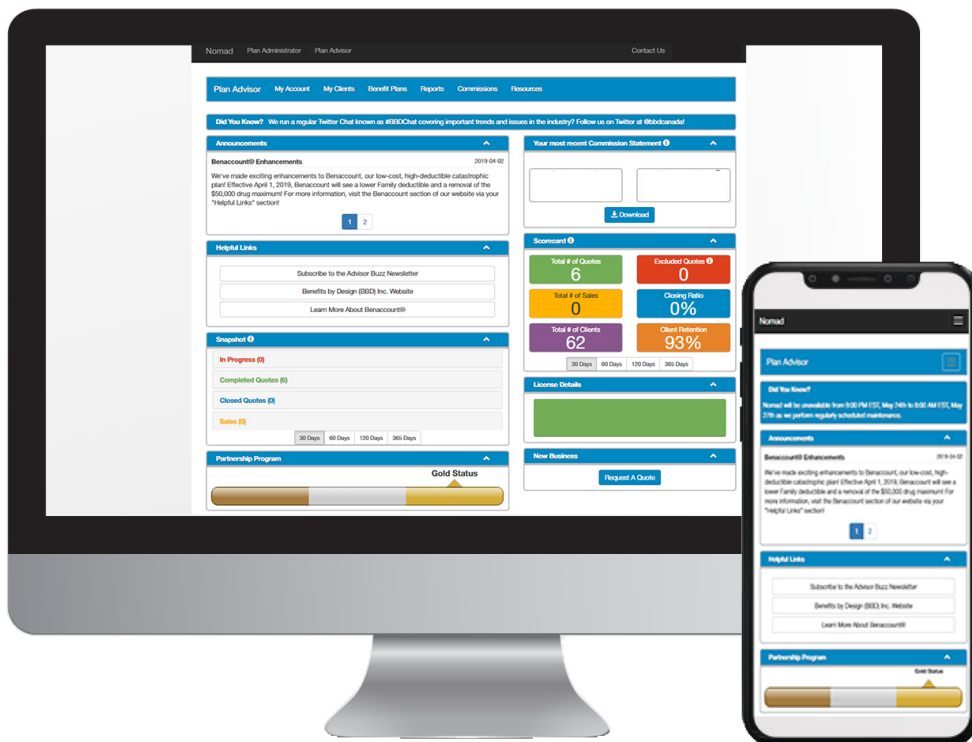 Nomad Plan Administrator Plan Advisor Contact Us
Plan Advisor My Account My Clients Benefit Plans Reports Commissions Resources
Did You Know? We run a regular Twitter Chat known as #BBDChat covering important trends and issues in the industry? Follow us on Twitter at @bbdcanada!
Announcements
Benaccount® Enhancements 2019-04-02
We've made exciting enhancements to Benaccount, our low-cost, high-deductible catastrophic
plan! Effective April 1, 2019, Benaccount will see a lower Family deductible and a removal of the
$50,000 drug maximum! For more information, visit the Benaccount section of our website via your
"Helpful Links" section!
1 2
Helpful Links
Subscribe to the Advisor Buzz Newsletter
Benefits by Design (BBD) Inc. Website
Learn More About Benaccount®
Snapshot
In Progress (0)
Completed Quotes (0)
Closed Quotes (0)
Sales (0)
30 Days 60 Days 120 Days 365 Days
Partnership Program
Gold Status
Your most recent Commission Statement
Download
Scorecard
Total # of Quotes
6
Excluded Quotes
0
Total # of Sales
0
Closing Ratio
0%
Total # of Clients
62
Client Retention
93%
30 Days 60 Days 120 Days 365 Days
License Details
New Business
Request A Quote
Nomad
Plan Advisor
Did You Know?
Nomad will be unavailable from 9:00 PM EST, May 24th to 8:00 AM EST, May
27th as we perform regularly scheduled maintenance.
Announcements
Benaccount® Enhancements 2019-04-02
We've made exciting enhancements to Benaccount, our low-cost, high-
deductible catastrophic plan! Effective April 1, 2019, Benaccount will see a
lower Family deductible and a removal of the $50,000 drug maximum! For
more information, visit the Benaccount section of our website via your
"Helpful Links" section!
1 2
Helpful Links
Subscribe to the Advisor Buzz Newsletter
Benefits by Design (BBD) Inc. Website
Learn More About Benaccount®
Partnership Program
Gold Status